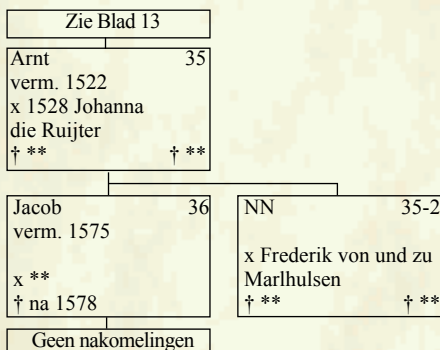 Zie Blad 13
Arnt 35
verm. 1522
x 1528 Johanna
die Ruijter
† ** † **
Jacob 36
verm. 1575
x **
† na 1578
NN 35-2
x Frederik von und zu
Marlhulsen
† ** † **
Geen nakomelingen